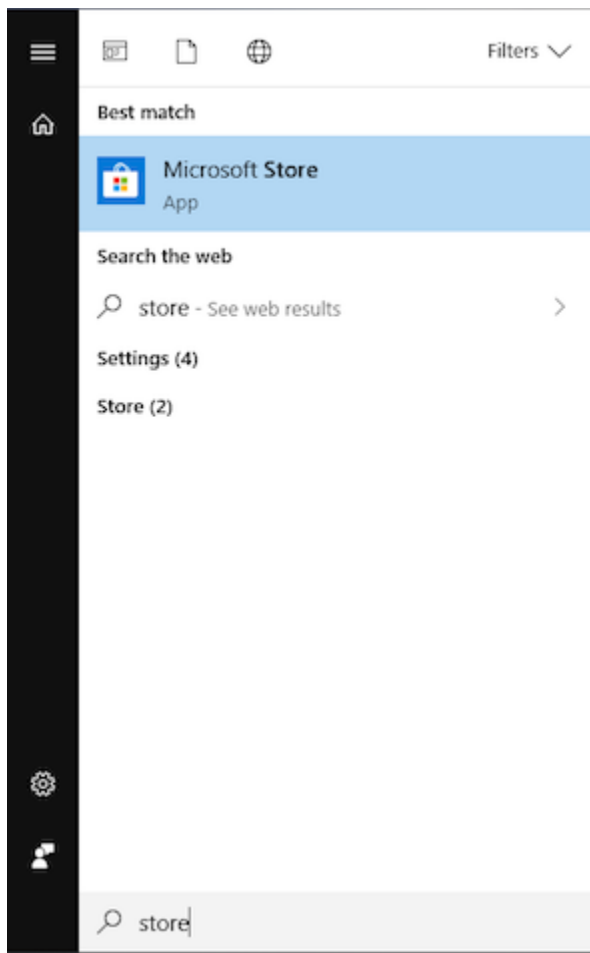 Filters
Best match
Microsoft Store
App
Search the web
store - See web results
Settings (4)
Store (2)
store